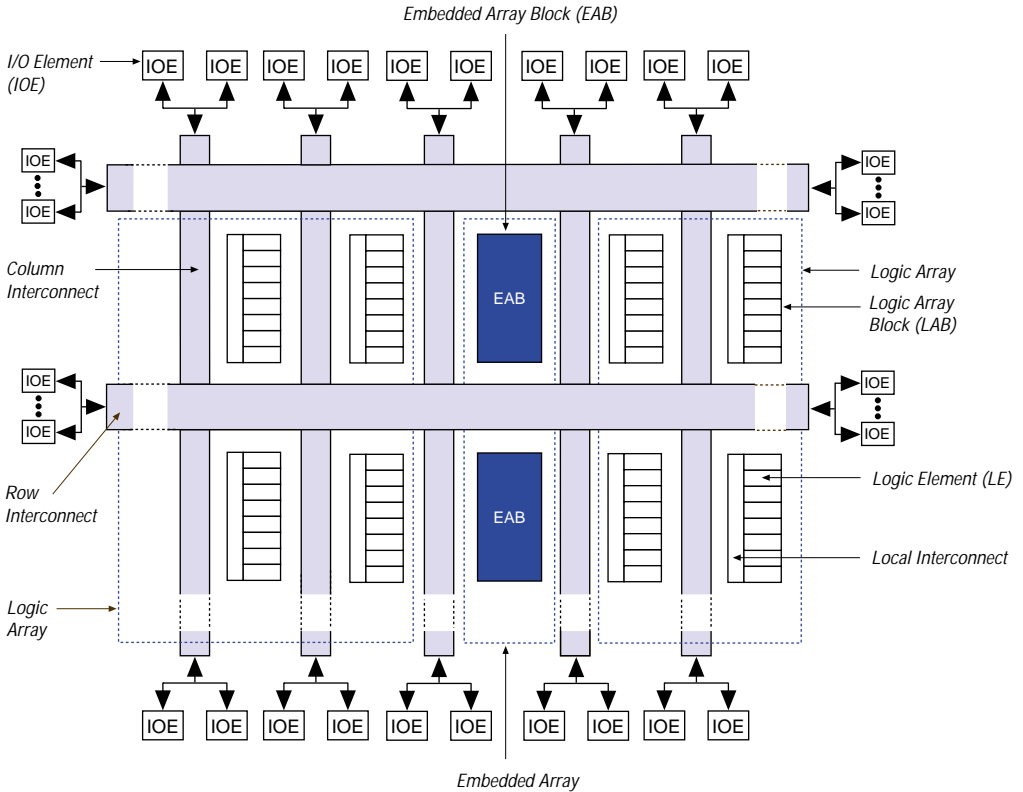 Embedded Array Block (EAB)
I/O Element
(IOE)
IOE IOE IOE IOE IOE IOE IOE IOE IOE IOE
IOE IOE
IOE IOE
Column
Interconnect
EAB
Logic Array
Logic Array
Block (LAB)
IOE IOE
IOE IOE
Row
Interconnect
EAB
Logic Element (LE)
Local Interconnect
Logic
Array
IOE IOE IOE IOE IOE IOE IOE IOE IOE IOE
Embedded Array